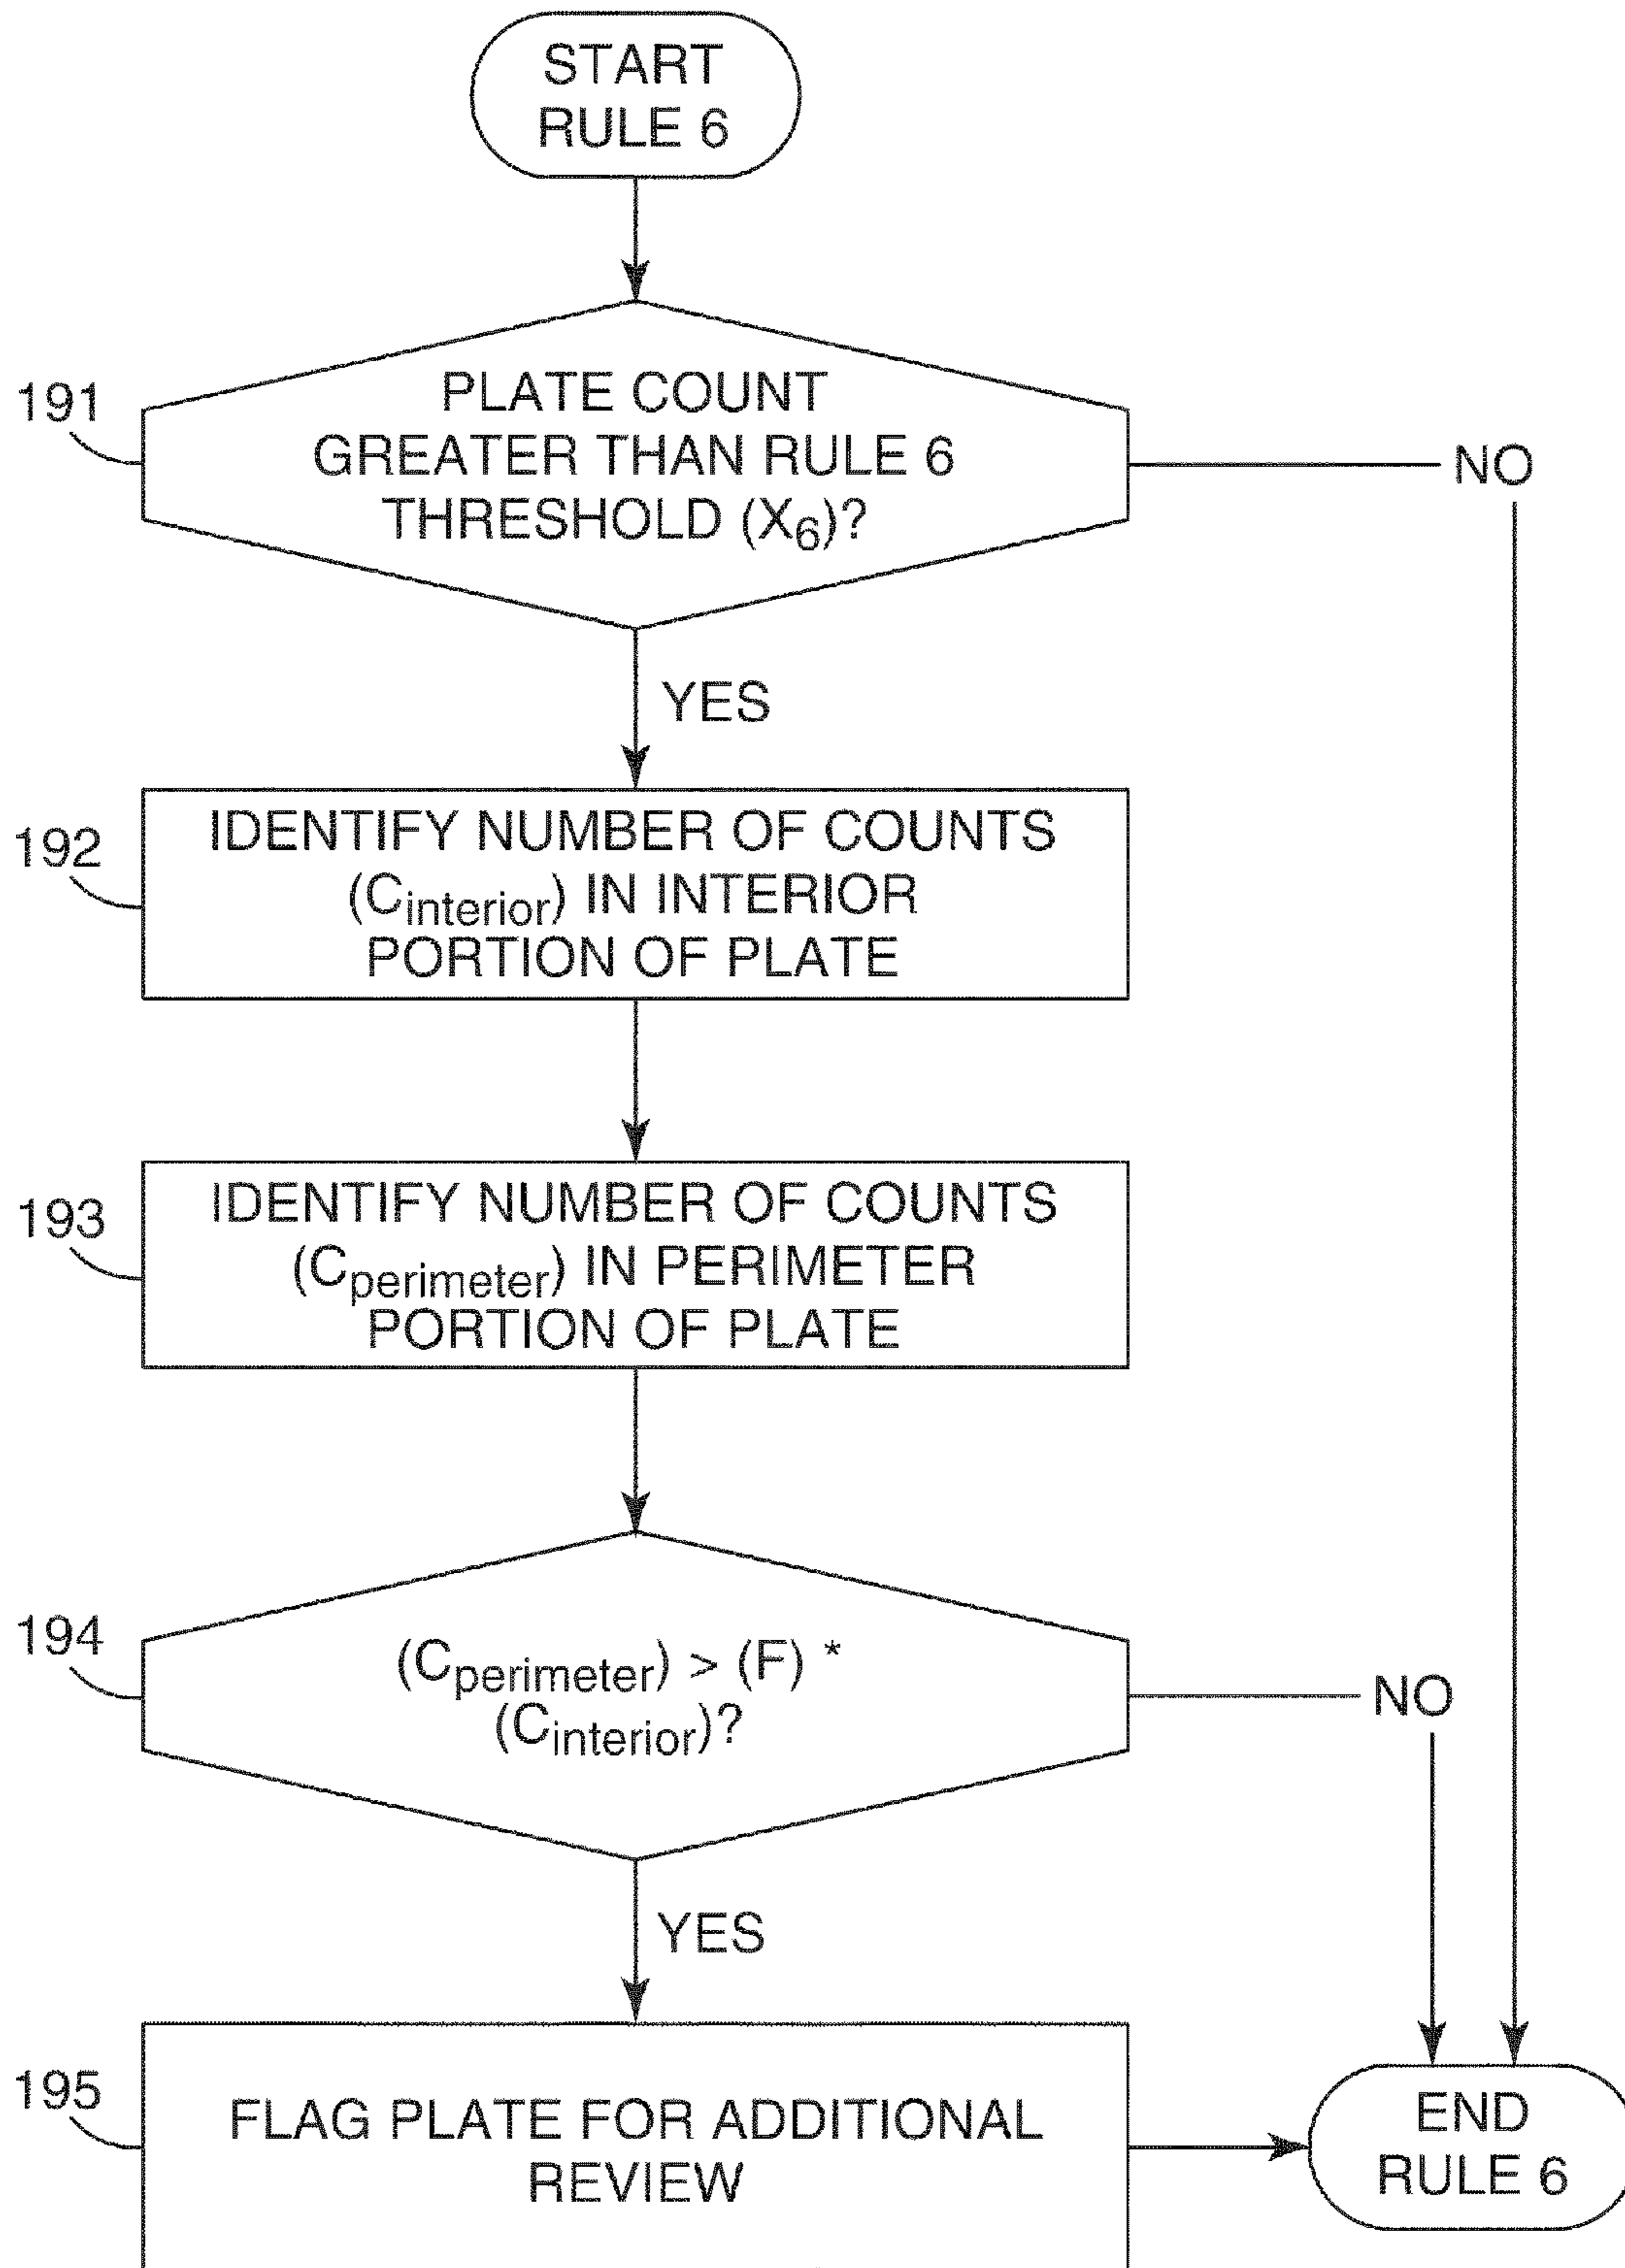 START
RULE 6
191
PLATE COUNT
GREATER THAN RULE 6
THRESHOLD (X6)?
NO
YES
192
IDENTIFY NUMBER OF COUNTS
(Cinterior) IN INTERIOR
PORTION OF PLATE
193
IDENTIFY NUMBER OF COUNTS
(Cperimeter) IN PERIMETER
PORTION OF PLATE
194
(Cperimeter) > (F) *
(Cinterior)?
NO
YES
195
FLAG PLATE FOR ADDITIONAL
REVIEW
END
RULE 6